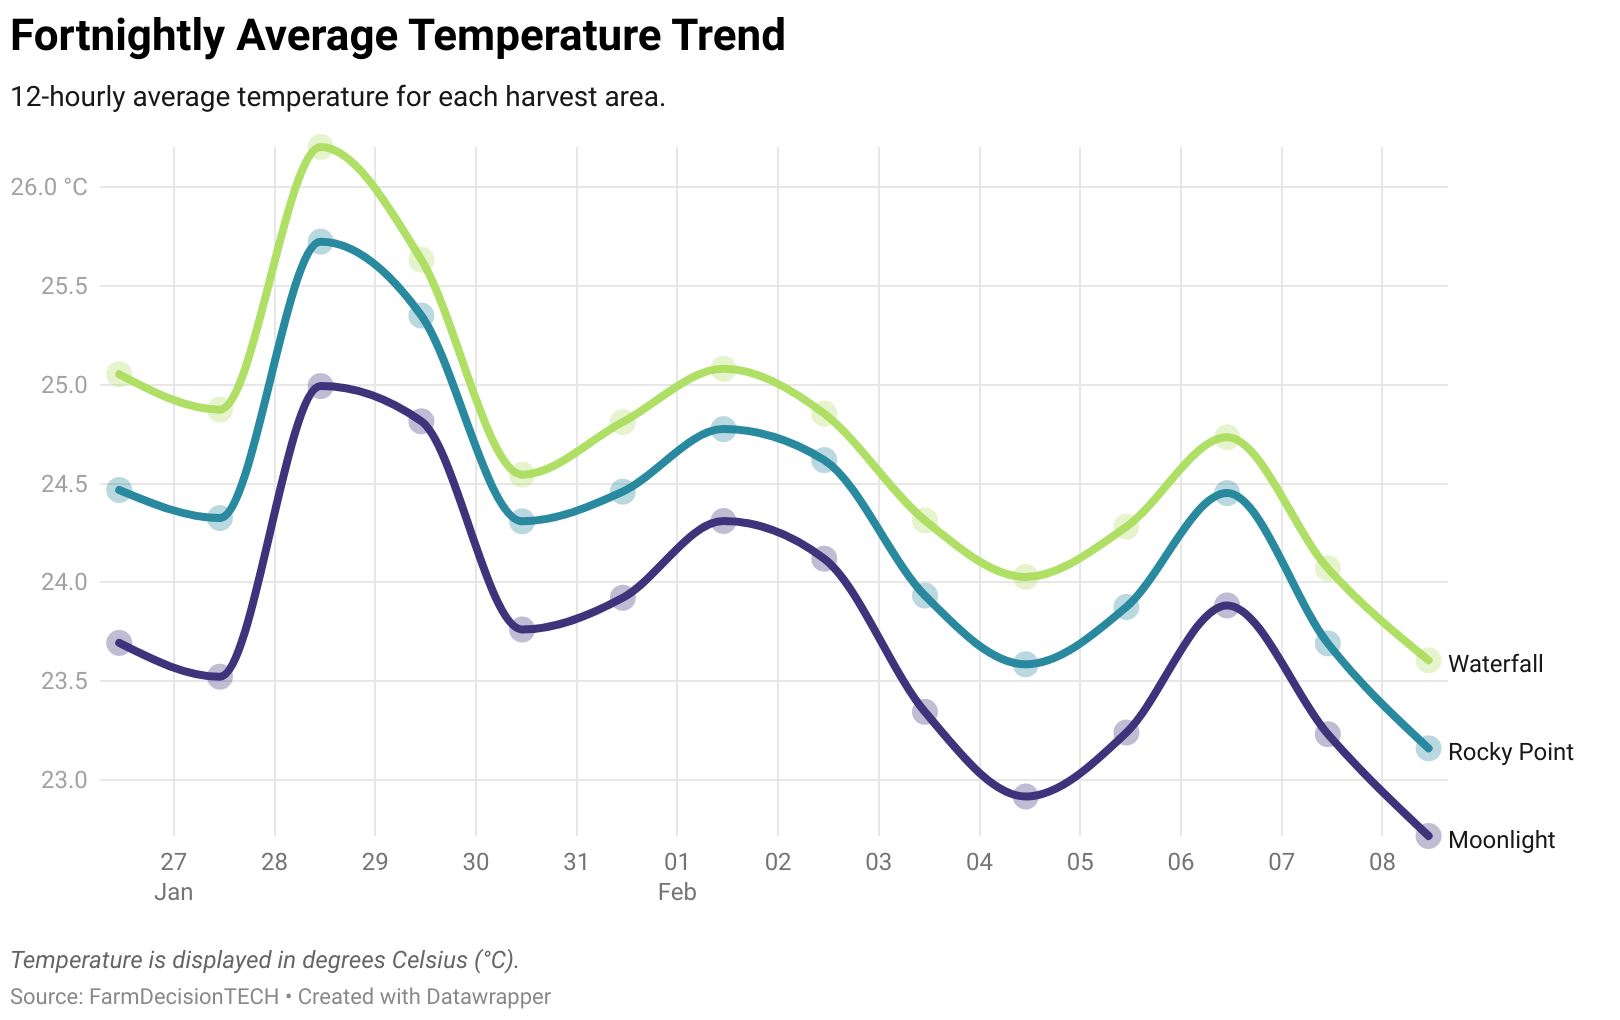 Fortnightly Average Temperature Trend
12-hourly average temperature for each harvest area.
26.0 °C
25.5
25.0
24.5
24.0
23.5
23.0
Waterfall
Rocky Point
Moonlight
27 28 29 30 31 01 02 03 04 05 06 07 08
Jan Feb
Temperature is displayed in degrees Celsius (°C).
Source: FarmDecisionTECH • Created with Datawrapper